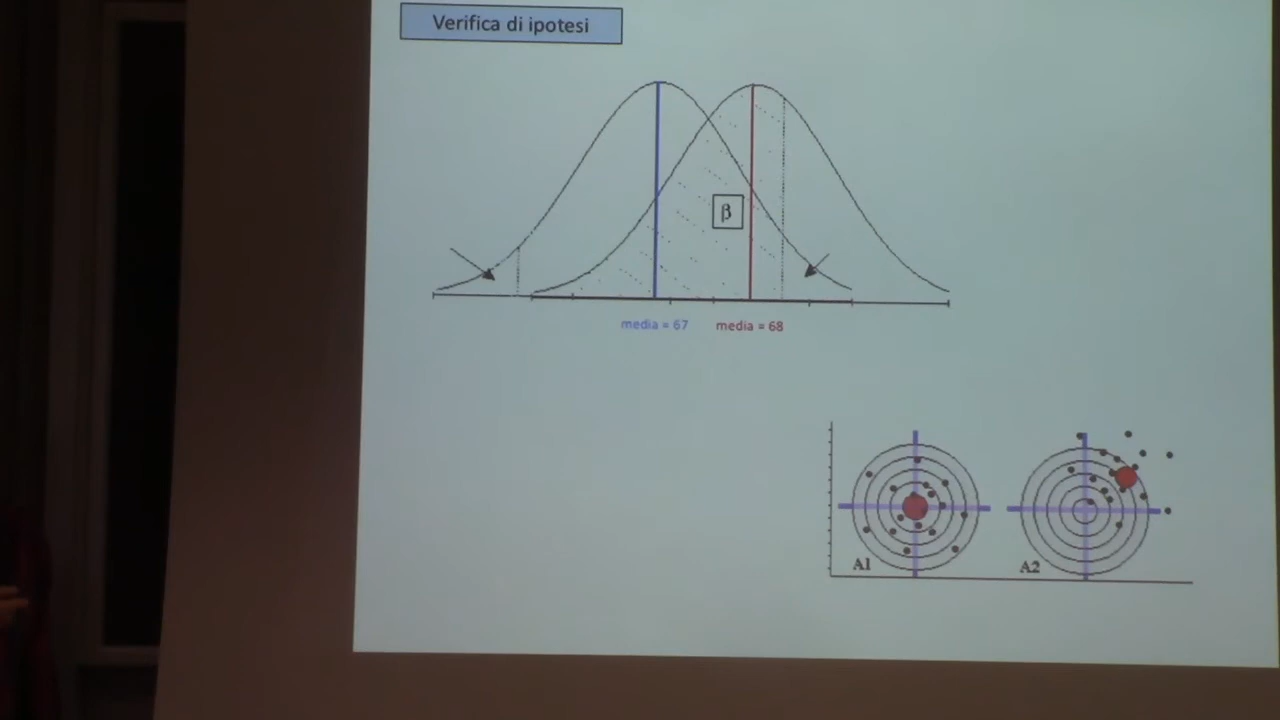 Verifica di ipotesi
β
media = 67 media = 68
A1 A2